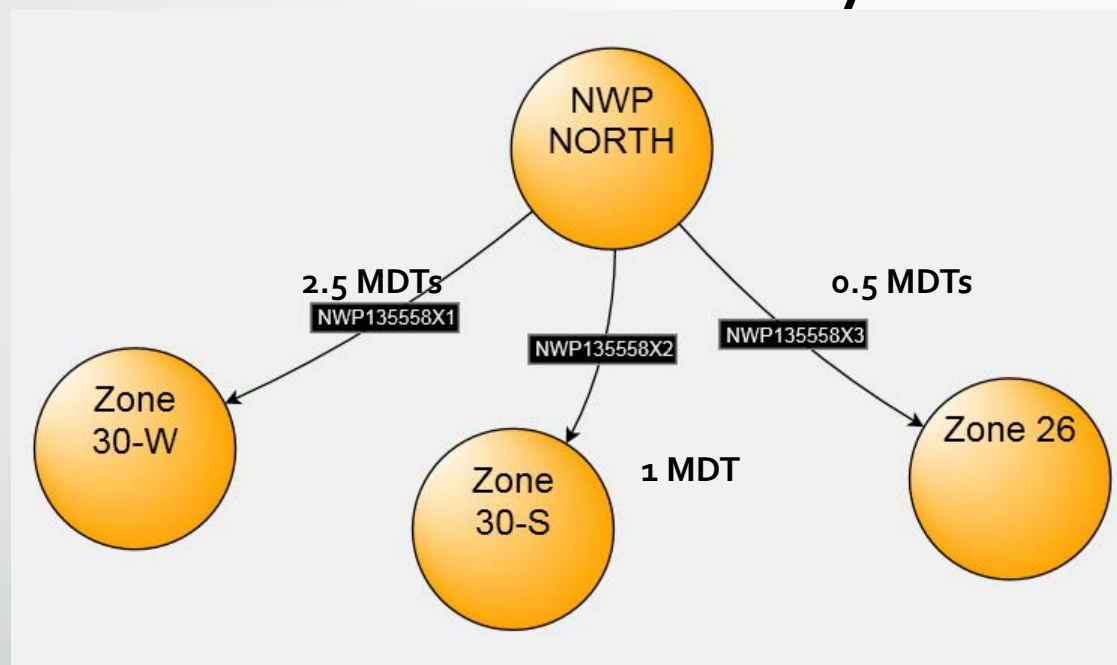 NWP
NORTH
2.5 MDTs
0.5 MDTs
NWP135558X1
NWP135558X2
NWP135558X3
Zone
30-W
Zone
30-S
1 MDT
Zone 26